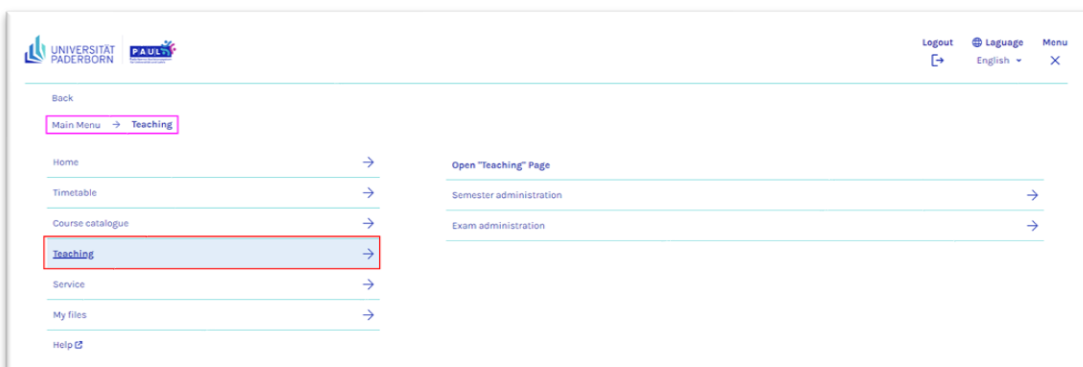 UNIVERSITÄT
PADERBORN
PAUL
Logout
Laguage
Menu
English
Back
Main Menu → Teaching
Home
Timetable
Course catalogue
Teaching
Service
My files
Help
Open "Teaching" Page
Semester administration
Exam administration